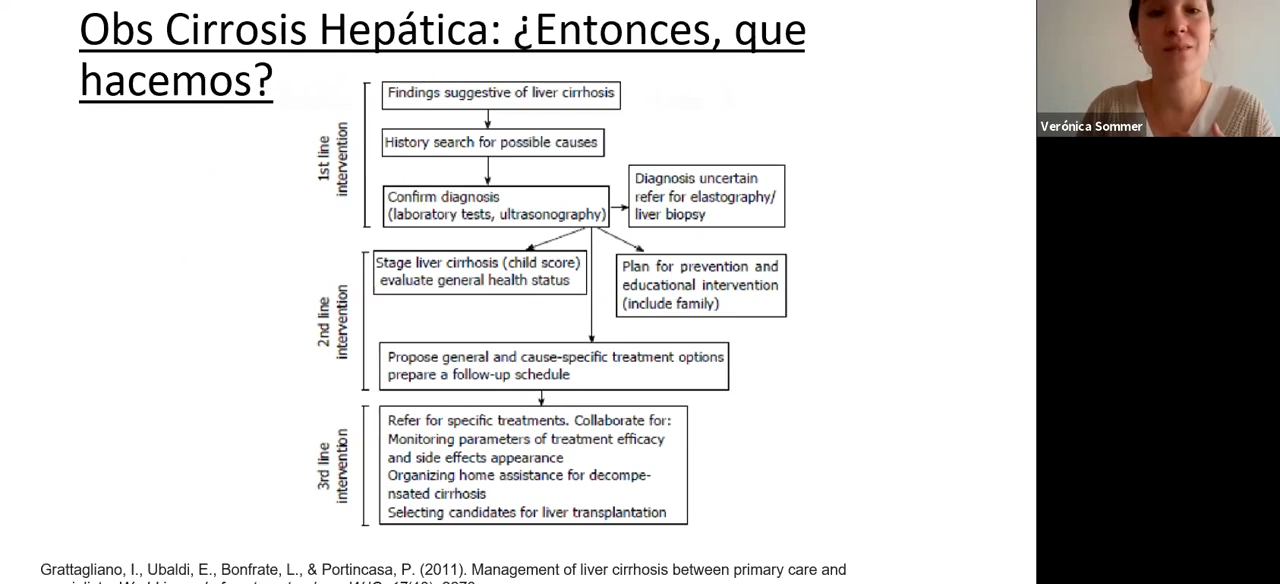 Obs Cirrosis Hepática: ¿Entonces, que
hacemos?
1st line
intervention
Findings suggestive of liver cirrhosis
History search for possible causes
Confirm diagnosis
(laboratory tests, ultrasonography)
Diagnosis uncertain
refer for elastography/
liver biopsy
2nd line
intervention
Stage liver cirrhosis (child score)
evaluate general health status
Plan for prevention and
educational intervention
(include family)
Propose general and cause-specific treatment options
prepare a follow-up schedule
3rd line
intervention
Refer for specific treatments. Collaborate for:
Monitoring parameters of treatment efficacy
and side effects appearance
Organizing home assistance for decompe-
nsated cirrhosis
Selecting candidates for liver transplantation
Grattagliano, I., Ubaldi, E., Bonfrate, L., & Portincasa, P. (2011). Management of liver cirrhosis between primary care and
Verónica Sommer